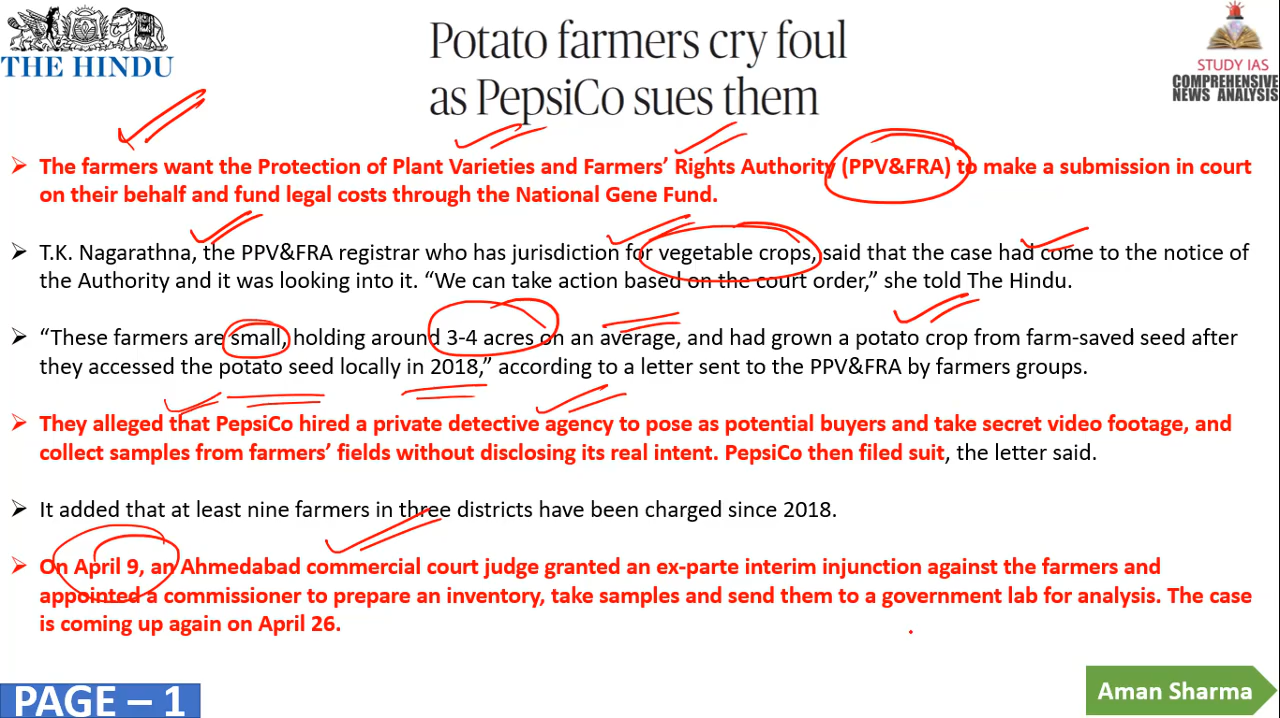 THE HINDU
Potato farmers cry foul
as PepsiCo sues them
STUDY IAS
COMPREHENSIVE
NEWS ANALYSIS
The farmers want the Protection of Plant Varieties and Farmers' Rights Authority (PPV&FRA) to make a submission in court
on their behalf and fund legal costs through the National Gene Fund.
T.K. Nagarathna, the PPV&FRA registrar who has jurisdiction for vegetable crops, said that the case had come to the notice of
the Authority and it was looking into it. “We can take action based on the court order,” she told The Hindu.
“These farmers are small, holding around 3-4 acres on an average, and had grown a potato crop from farm-saved seed after
they accessed the potato seed locally in 2018,” according to a letter sent to the PPV&FRA by farmers groups.
They alleged that PepsiCo hired a private detective agency to pose as potential buyers and take secret video footage, and
collect samples from farmers' fields without disclosing its real intent. PepsiCo then filed suit, the letter said.
It added that at least nine farmers in three districts have been charged since 2018.
On April 9, an Ahmedabad commercial court judge granted an ex-parte interim injunction against the farmers and
appointed a commissioner to prepare an inventory, take samples and send them to a government lab for analysis. The case
is coming up again on April 26.
PAGE – 1
Aman Sharma